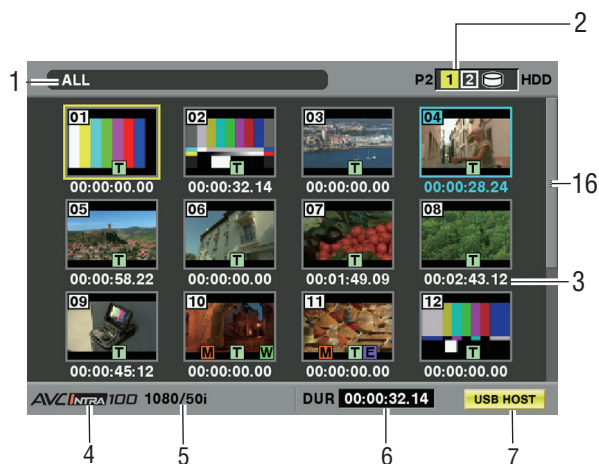 2
1 ALL P2 1 2 HDD
01 02 03 04
T T T T
00:00:00.00 00:00:32.14 00:00:00.00 00:00:28.24
16
05 06 07 08
T T T T
00:00:58.22 00:00:00.00 00:01:49.09 00:02:43.12 3
09 10 11 12
T M T W M T E T
00:00:45:12 00:00:00.00 00:00:00.00 00:00:00.00
AVC INTRA 100 1080/50i DUR 00:00:32.14 USB HOST
4 5 6 7